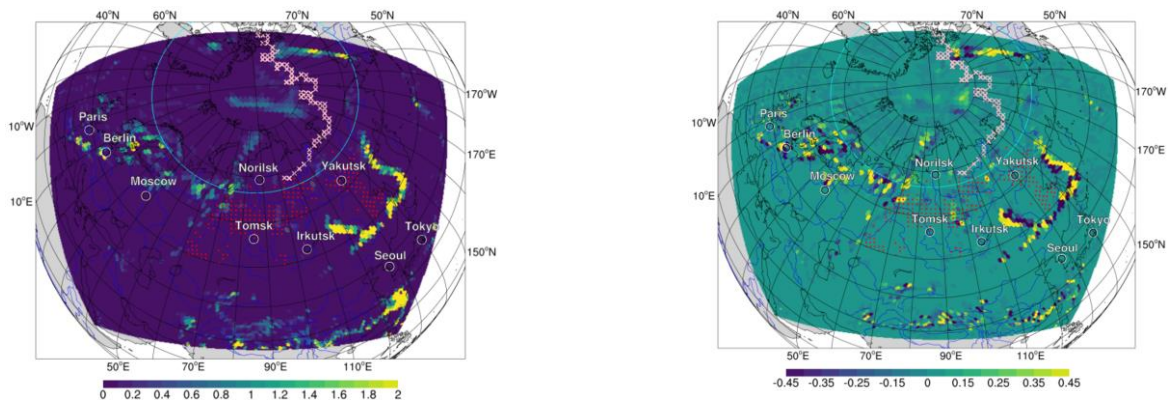 40°N 60°N 70°N 50°N
170°W
10°W
Paris
Berlin
170°E
Norilsk Yakutsk
Moscow
10°E
Tomsk
Irkutsk
Tokyo
Seoul
150°N
50°E 70°E 90°E 110°E
0 0.2 0.4 0.6 0.8 1 1.2 1.4 1.6 1.8 2
40°N 60°N 70°N 50°N
170°W
10°W
Paris
Berlin
170°E
Norilsk Yakutsk
Moscow
10°E
Tomsk
Irkutsk
Tokyo
Seoul
150°N
50°N 70°E 90°E 110°E
-0.45 -0.35 -0.25 -0.15 0 0.15 0.25 0.35 0.45